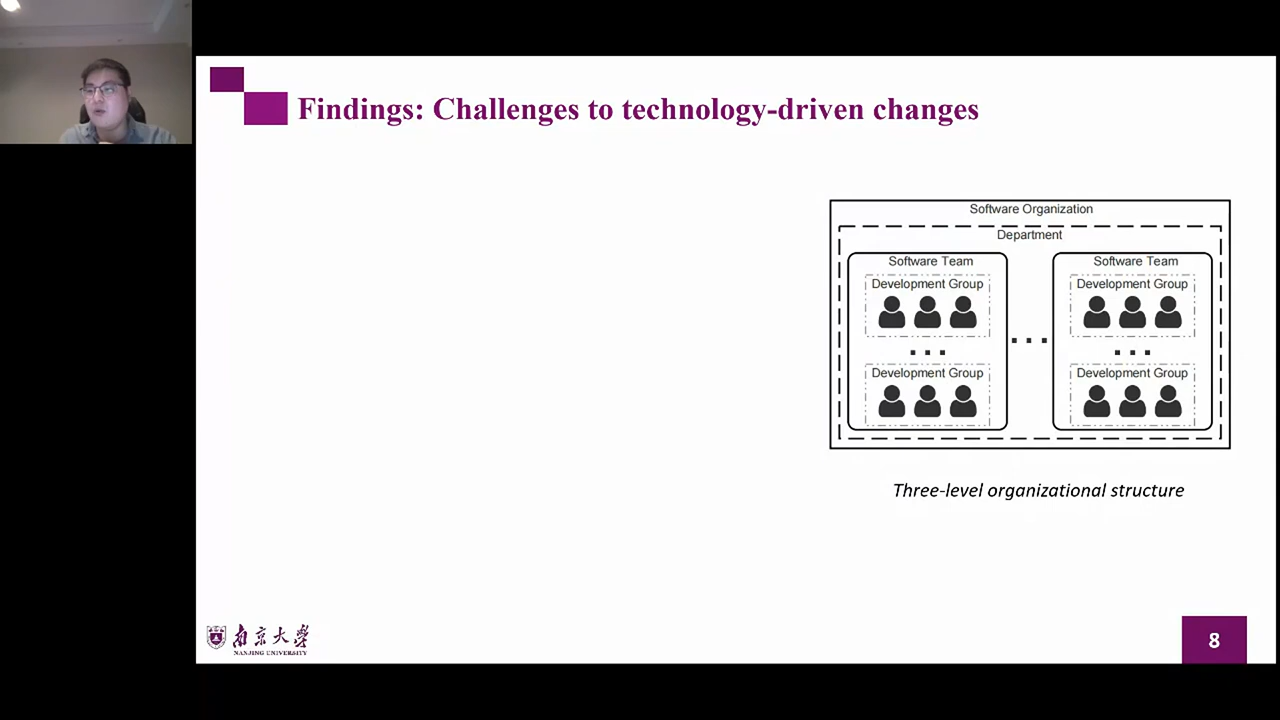 Findings: Challenges to technology-driven changes
Software Organization
Department
Software Team
Development Group
Development Group
Software Team
Development Group
Development Group
Three-level organizational structure
南京大学
NANJING UNIVERSITY
8